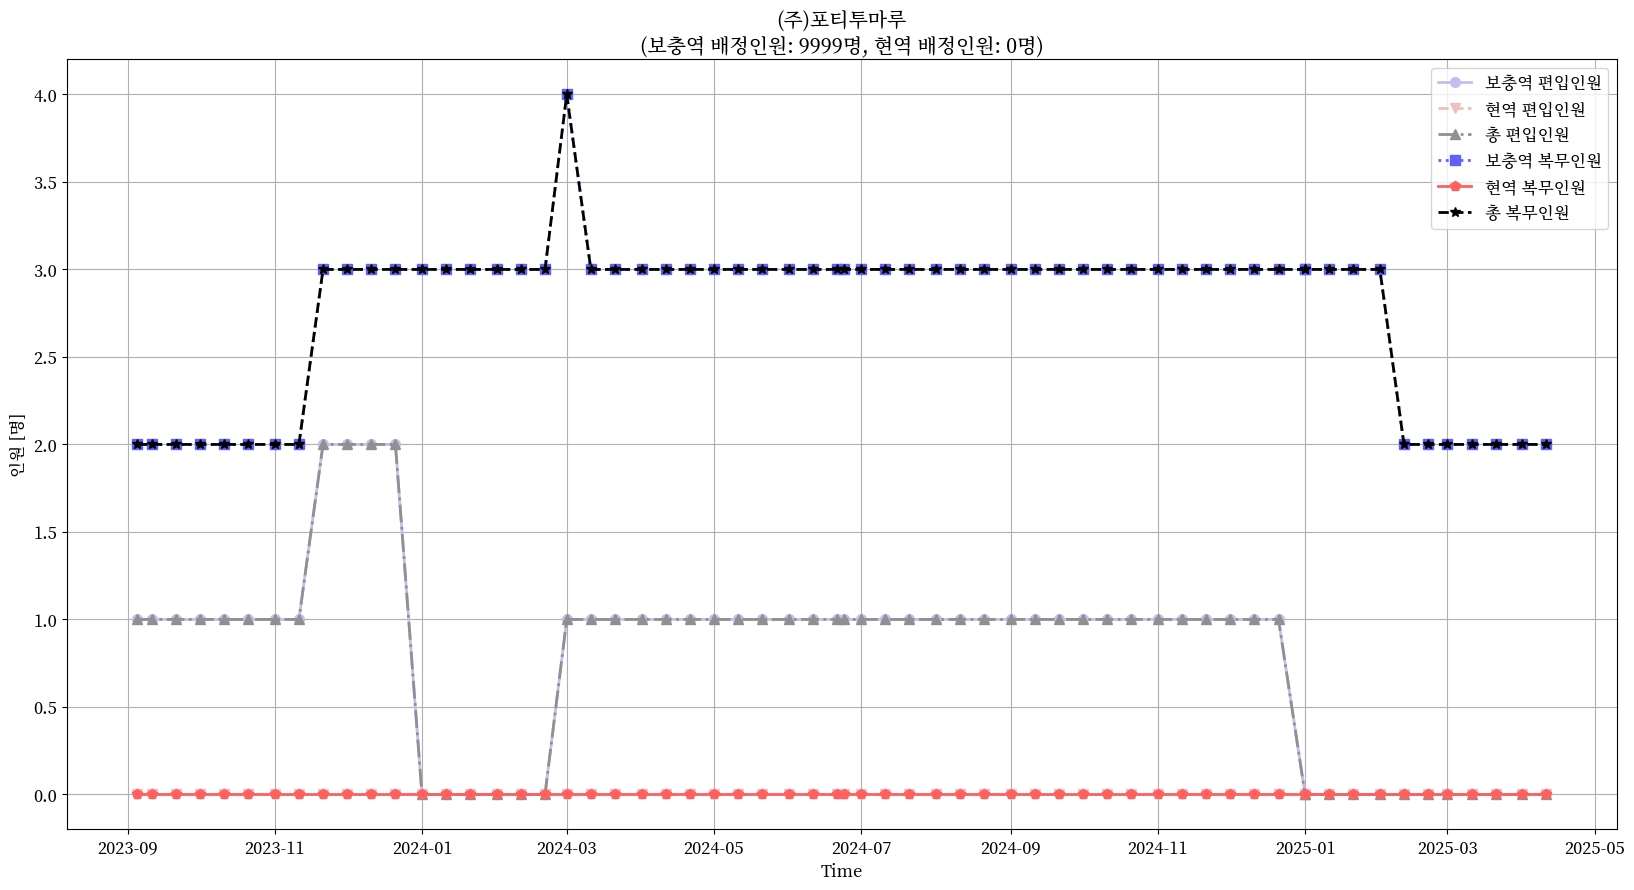 (주)포티투마루
(보충역 배정인원: 9999명, 현역 배정인원: 0명)
보충역 편입인원
현역 편입인원
총 편입인원
보충역 복무인원
현역 복무인원
총 복무인원
인원 [명]
4.0
3.5
3.0
2.5
2.0
1.5
1.0
0.5
0.0
2023-09 2023-11 2024-01 2024-03 2024-05 2024-07 2024-09 2024-11 2025-01 2025-03 2025-05
Time